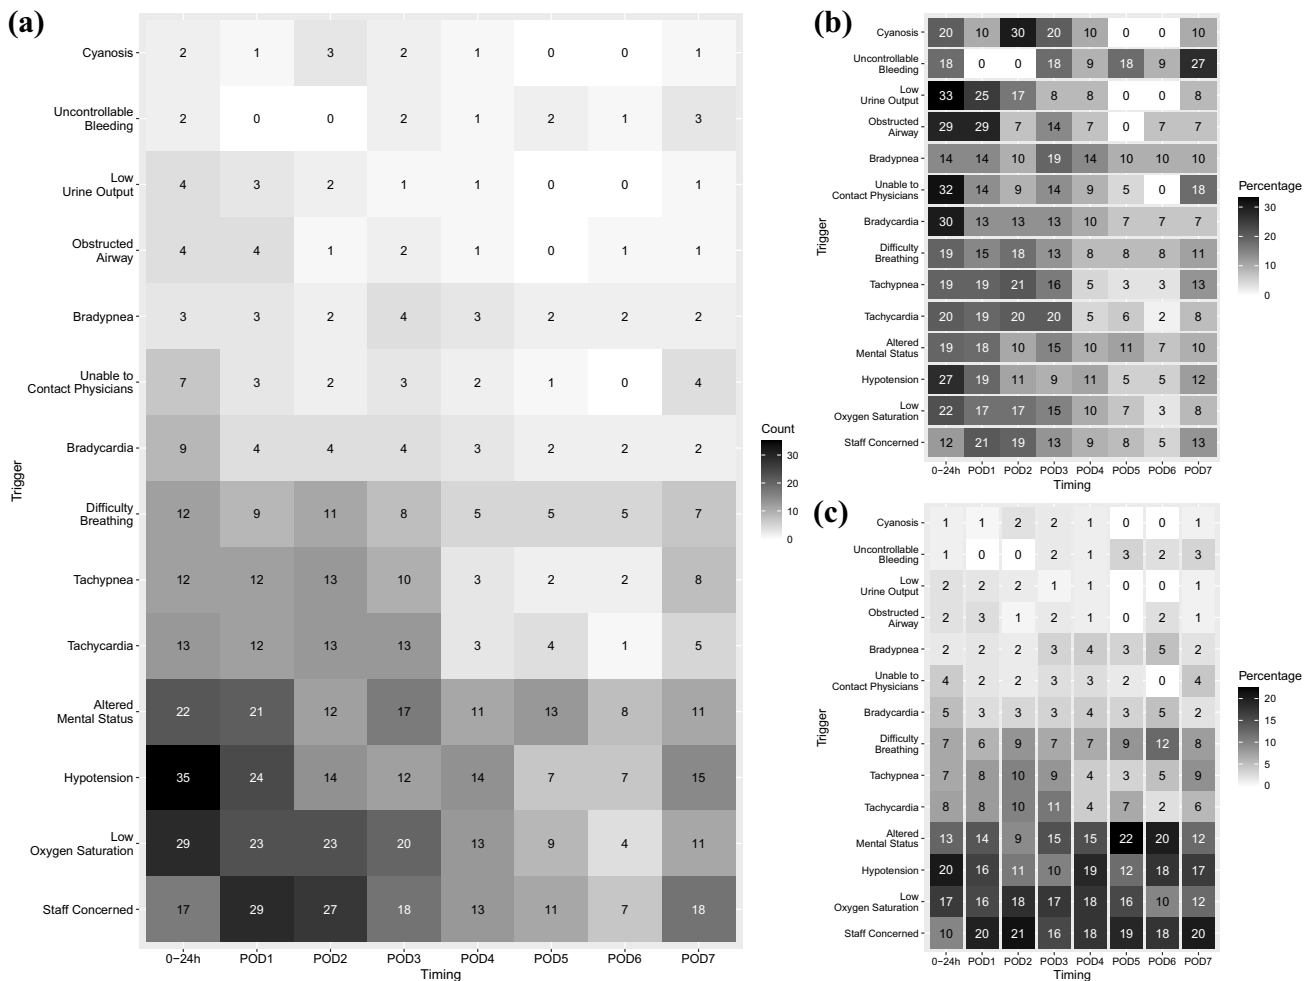 (a)
Cyanosis 2 1 3 2 1 0 0 1
Uncontrollable
Bleeding 2 0 0 2 1 2 1 3
Low
Urine Output 4 3 2 1 1 0 0 1
Obstructed
Airway 4 4 1 2 1 0 1 1
Bradypnea 3 3 2 4 3 2 2 2
Unable to
Contact Physicians 7 3 2 3 2 1 0 4
Bradycardia 9 4 4 4 3 2 2 2
Difficulty
Breathing 12 9 11 8 5 5 5 7
Tachypnea 12 12 13 10 3 2 2 8
Tachycardia 13 12 13 13 3 4 1 5
Altered
Mental Status 22 21 12 17 11 13 8 11
Hypotension 35 24 14 12 14 7 7 15
Low
Oxygen Saturation 29 23 23 20 13 9 4 11
Staff Concerned 17 29 27 18 13 11 7 18
0−24h POD1 POD2 POD3 POD4 POD5 POD6 POD7
Timing
Trigger
Count
30
20
10
0
(b)
Cyanosis 20 10 30 20 10 0 0 10
Uncontrollable
Bleeding 18 0 0 18 9 18 9 27
Low
Urine Output 33 25 17 8 8 0 0 8
Obstructed
Airway 29 29 7 14 7 0 7 7
Bradypnea 14 14 10 19 14 10 10 10
Unable to
Contact Physicians 32 14 9 14 9 5 0 18
Bradycardia 30 13 13 13 10 7 7 7
Difficulty
Breathing 19 15 18 13 8 8 8 11
Tachypnea 19 19 21 16 5 3 3 13
Tachycardia 20 19 20 20 5 6 2 8
Altered
Mental Status 19 18 10 15 10 11 7 10
Hypotension 27 19 11 9 11 5 5 12
Low
Oxygen Saturation 22 17 17 15 10 7 3 8
Staff Concerned 12 21 19 13 9 8 5 13
0−24h POD1 POD2 POD3 POD4 POD5 POD6 POD7
Timing
Trigger
Percentage
30
20
10
0
(c)
Cyanosis 1 1 2 2 1 0 0 1
Uncontrollable
Bleeding 1 0 0 2 1 3 2 3
Low
Urine Output 2 2 2 1 1 0 0 1
Obstructed
Airway 2 3 1 2 1 0 2 1
Bradypnea 2 2 2 3 4 3 5 2
Unable to
Contact Physicians 4 2 2 3 3 2 0 4
Bradycardia 5 3 3 3 4 3 5 2
Difficulty
Breathing 7 6 9 7 7 9 12 8
Tachypnea 7 8 10 9 4 3 5 9
Tachycardia 8 8 10 11 4 7 2 6
Altered
Mental Status 13 14 9 15 15 22 20 12
Hypotension 20 16 11 10 19 12 18 17
Low
Oxygen Saturation 17 16 18 17 18 16 10 12
Staff Concerned 10 20 21 16 18 19 18 20
0−24h POD1 POD2 POD3 POD4 POD5 POD6 POD7
Timing
Trigger
Percentage
20
15
10
5
0